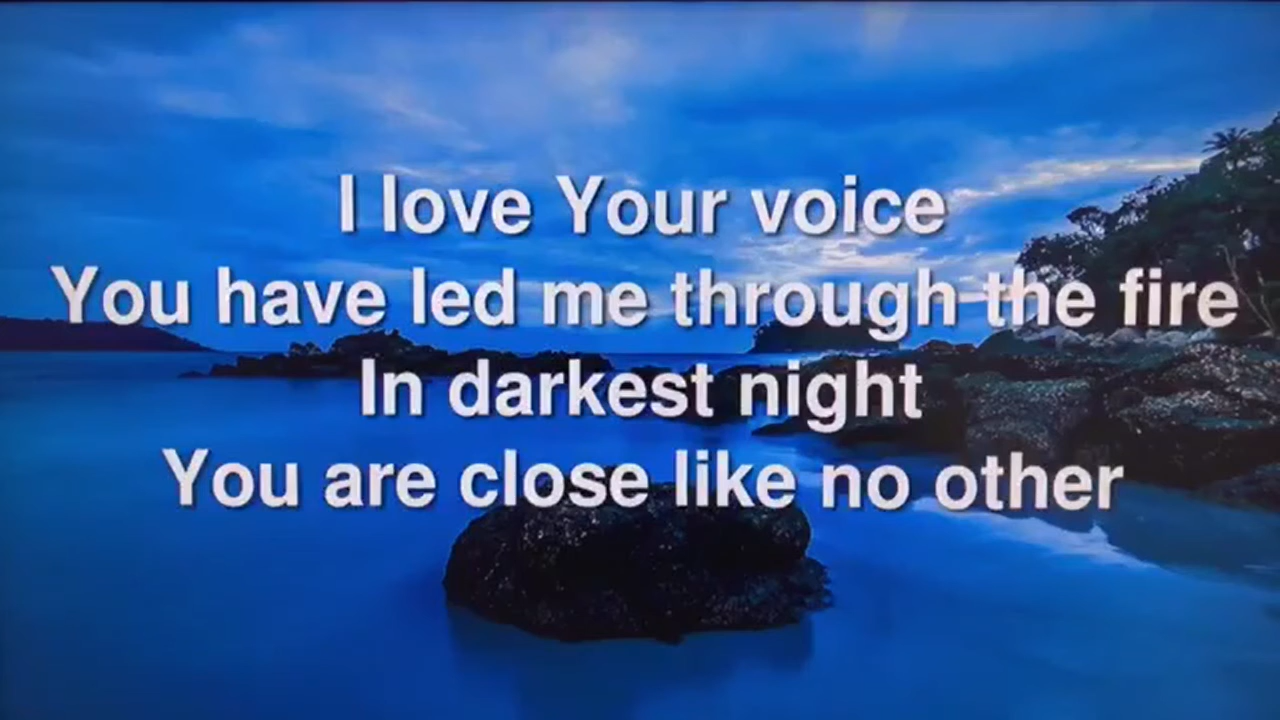 I love Your voice
You have led me through the fire
In darkest night
You are close like no other